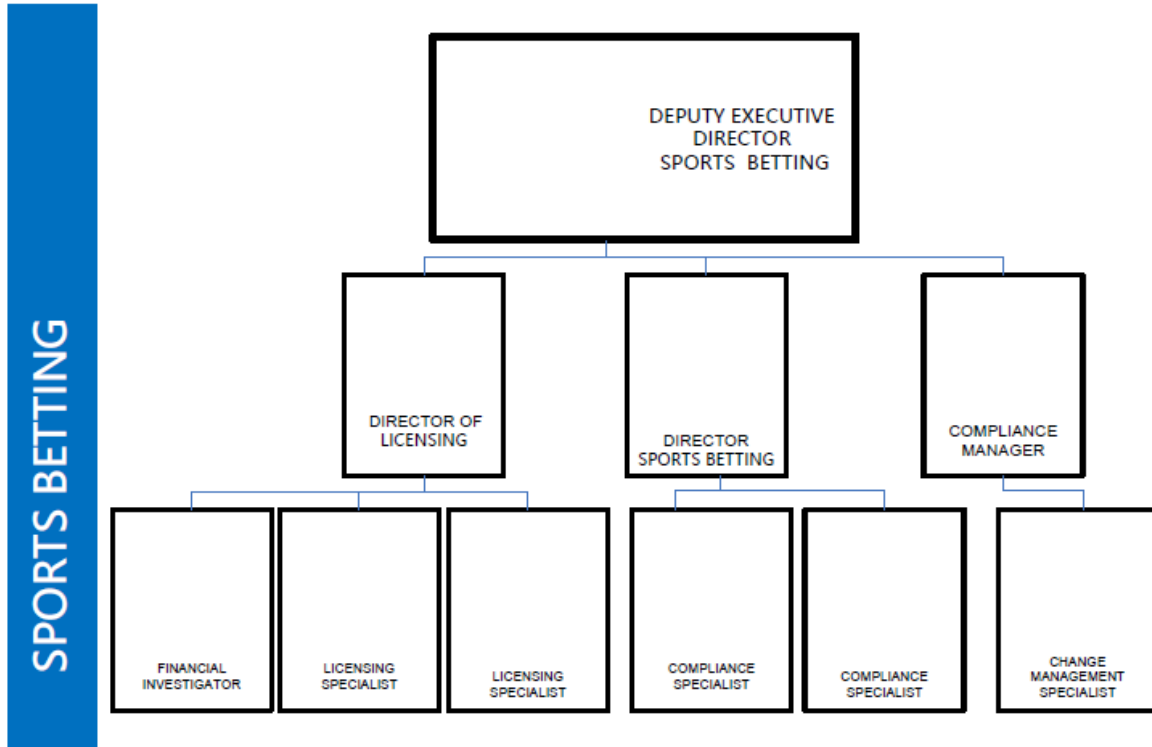 SPORTS BETTING
DEPUTY EXECUTIVE
DIRECTOR
SPORTS BETTING
DIRECTOR OF
LICENSING
DIRECTOR
SPORTS BETTING
COMPLIANCE
MANAGER
FINANCIAL
INVESTIGATOR
LICENSING
SPECIALIST
LICENSING
SPECIALIST
COMPLIANCE
SPECIALIST
COMPLIANCE
SPECIALIST
CHANGE
MANAGEMENT
SPECIALIST